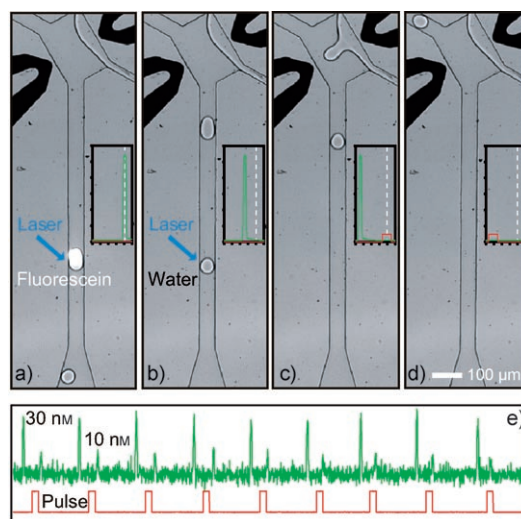 Laser
Fluorescein
a)
Laser
Water
b)
c)
d)
100 µm
e)
30 nM
10 nM
Pulse